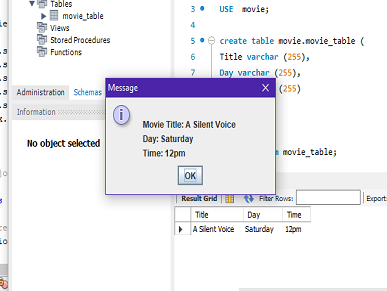 Tables
movie_table
Views
Stored Procedures
Functions
Administration Schemas
Information
No object selected
3 USE movie;
4
5 create table movie.movie_table (
Title varchar (255),
Day varchar (255),
(255)
movie_table;
Message X
Movie Title: A Silent Voice
Day: Saturday
Time: 12pm
OK
Result Grid Filter Rows: Export
Title Day Time
A Silent Voice Saturday 12pm